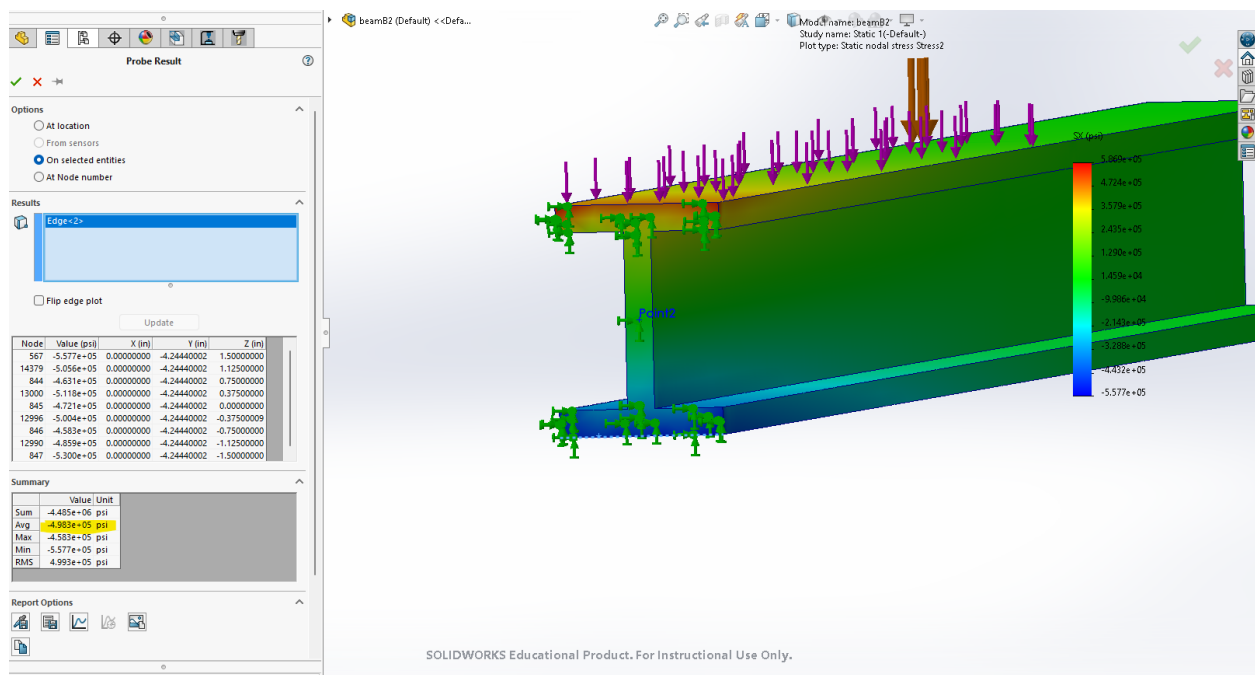 beamB2 (Default) <<Defa...
Model name: beamB2
Study name: Static 1(-Default-)
Plot type: Static nodal stress Stress2
Probe Result
Options
At location
From sensors
On selected entities
At Node number
Results
Edge<2>
Flip edge plot
Update
Node Value (psi) X (in) Y (in) Z (in)
567 -5.577e+05 0.00000000 -4.24440002 1.50000000
14379 -5.056e+05 0.00000000 -4.24440002 1.12500000
844 -4.631e+05 0.00000000 -4.24440002 0.75000000
13000 -5.118e+05 0.00000000 -4.24440002 0.37500000
845 -4.721e+05 0.00000000 -4.24440002 0.00000000
12996 -5.004e+05 0.00000000 -4.24440002 -0.37500009
846 -4.583e+05 0.00000000 -4.24440002 -0.75000000
12990 -4.859e+05 0.00000000 -4.24440002 -1.12500000
847 -5.300e+05 0.00000000 -4.24440002 -1.50000000
Summary
Value Unit
Sum -4.485e+06 psi
Avg -4.983e+05 psi
Max -4.583e+05 psi
Min -5.577e+05 psi
RMS 4.993e+05 psi
Report Options
Point2
SX (psi)
5.869e+05
4.724e+05
3.579e+05
2.435e+05
1.290e+05
1.459e+04
-9.986e+04
-2.143e+05
-3.288e+05
-4.432e+05
-5.577e+05
SOLIDWORKS Educational Product. For Instructional Use Only.